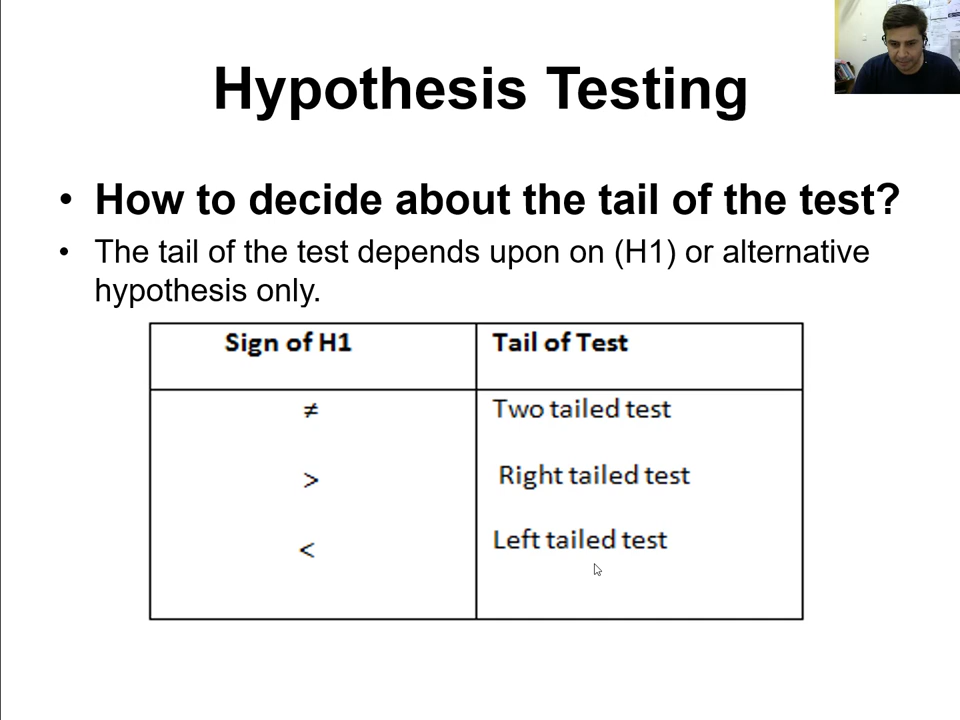 Hypothesis Testing
• How to decide about the tail of the test?
• The tail of the test depends upon on (H1) or alternative
hypothesis only.
Sign of H1 Tail of Test
≠ Two tailed test
> Right tailed test
< Left tailed test